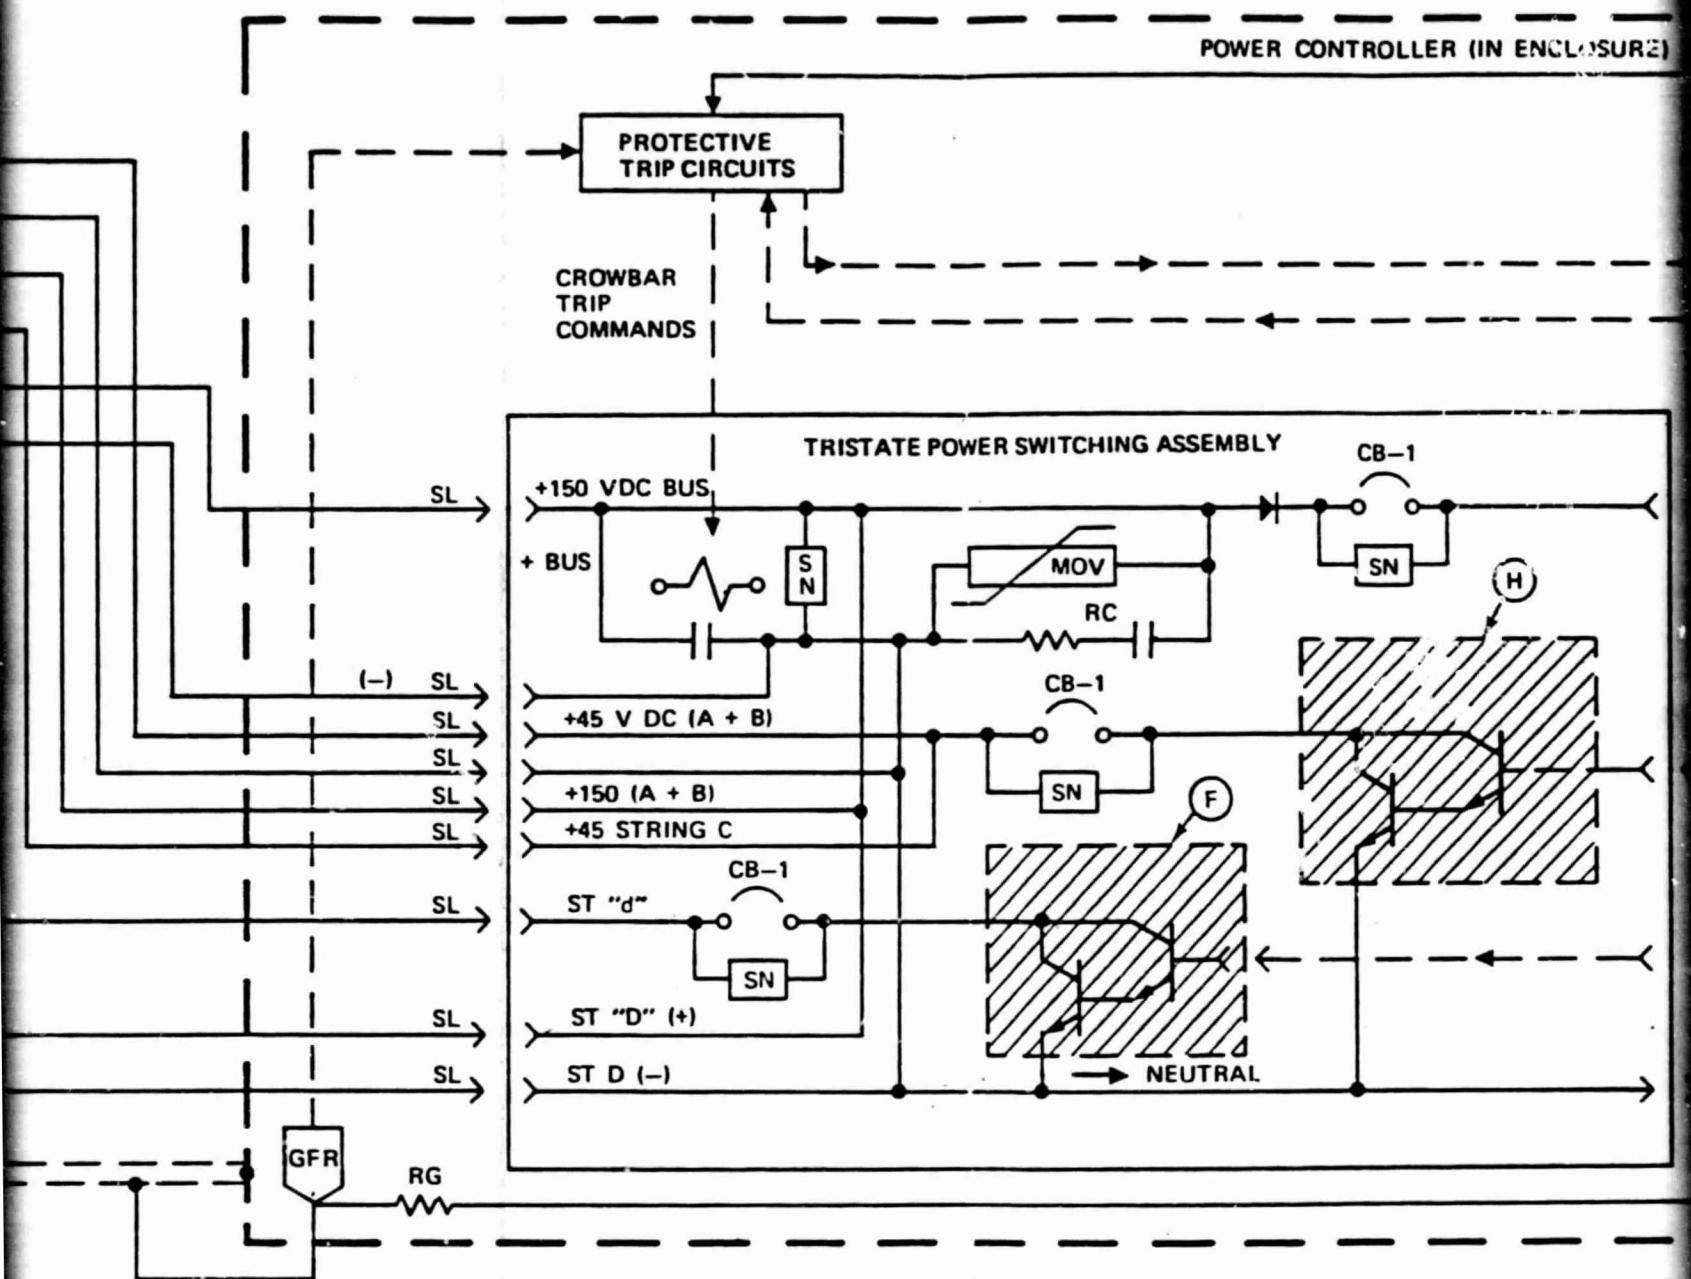 POWER CONTROLLER (IN ENCLOSURE)
PROTECTIVE
TRIP CIRCUITS
CROWBAR
TRIP
COMMANDS
TRISTATE POWER SWITCHING ASSEMBLY
CB-1
SL
+150 VDC BUS
+ BUS
S
N
MOV
SN
H
RC
(-)
SL
CB-1
SL
+45 V DC (A + B)
SL
SL
+150 (A + B)
SN
F
SL
+45 STRING C
CB-1
SL
ST "d"
SN
SL
ST "D" (+)
SL
ST D (-)
NEUTRAL
GFR
RG